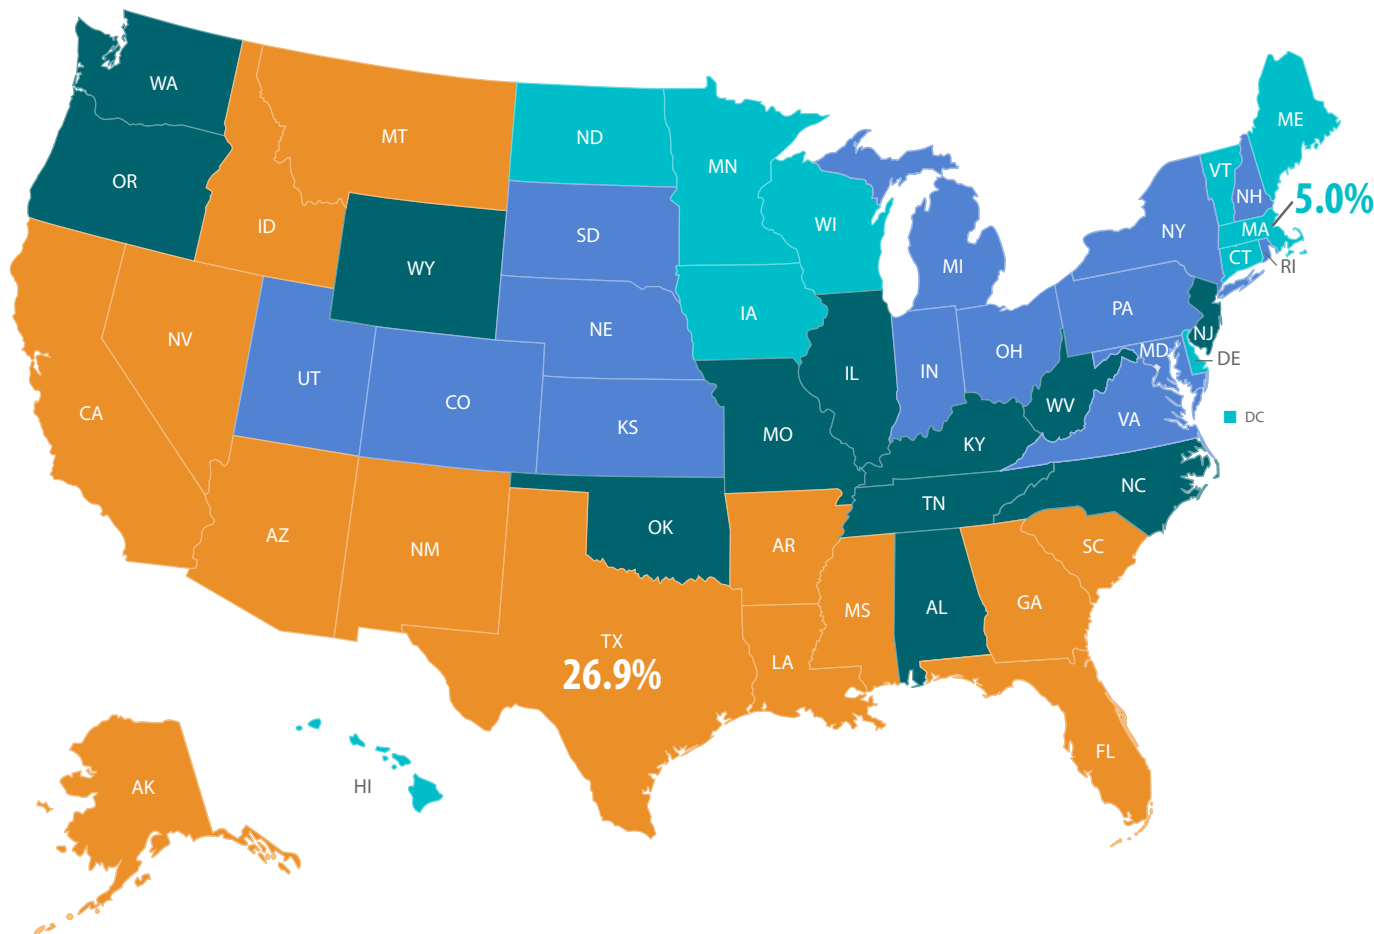 WA
MT
ND
MN
ME
OR
ID
WY
SD
WI
MI
VT
NH
5.0%
NY
MA
CT
RI
NV
UT
CO
NE
IA
IL
IN
OH
PA
NJ
MD
DE
CA
KS
MO
KY
WV
VA
DC
AZ
NM
OK
AR
TN
NC
SC
TX
26.9%
LA
MS
AL
GA
FL
AK
HI